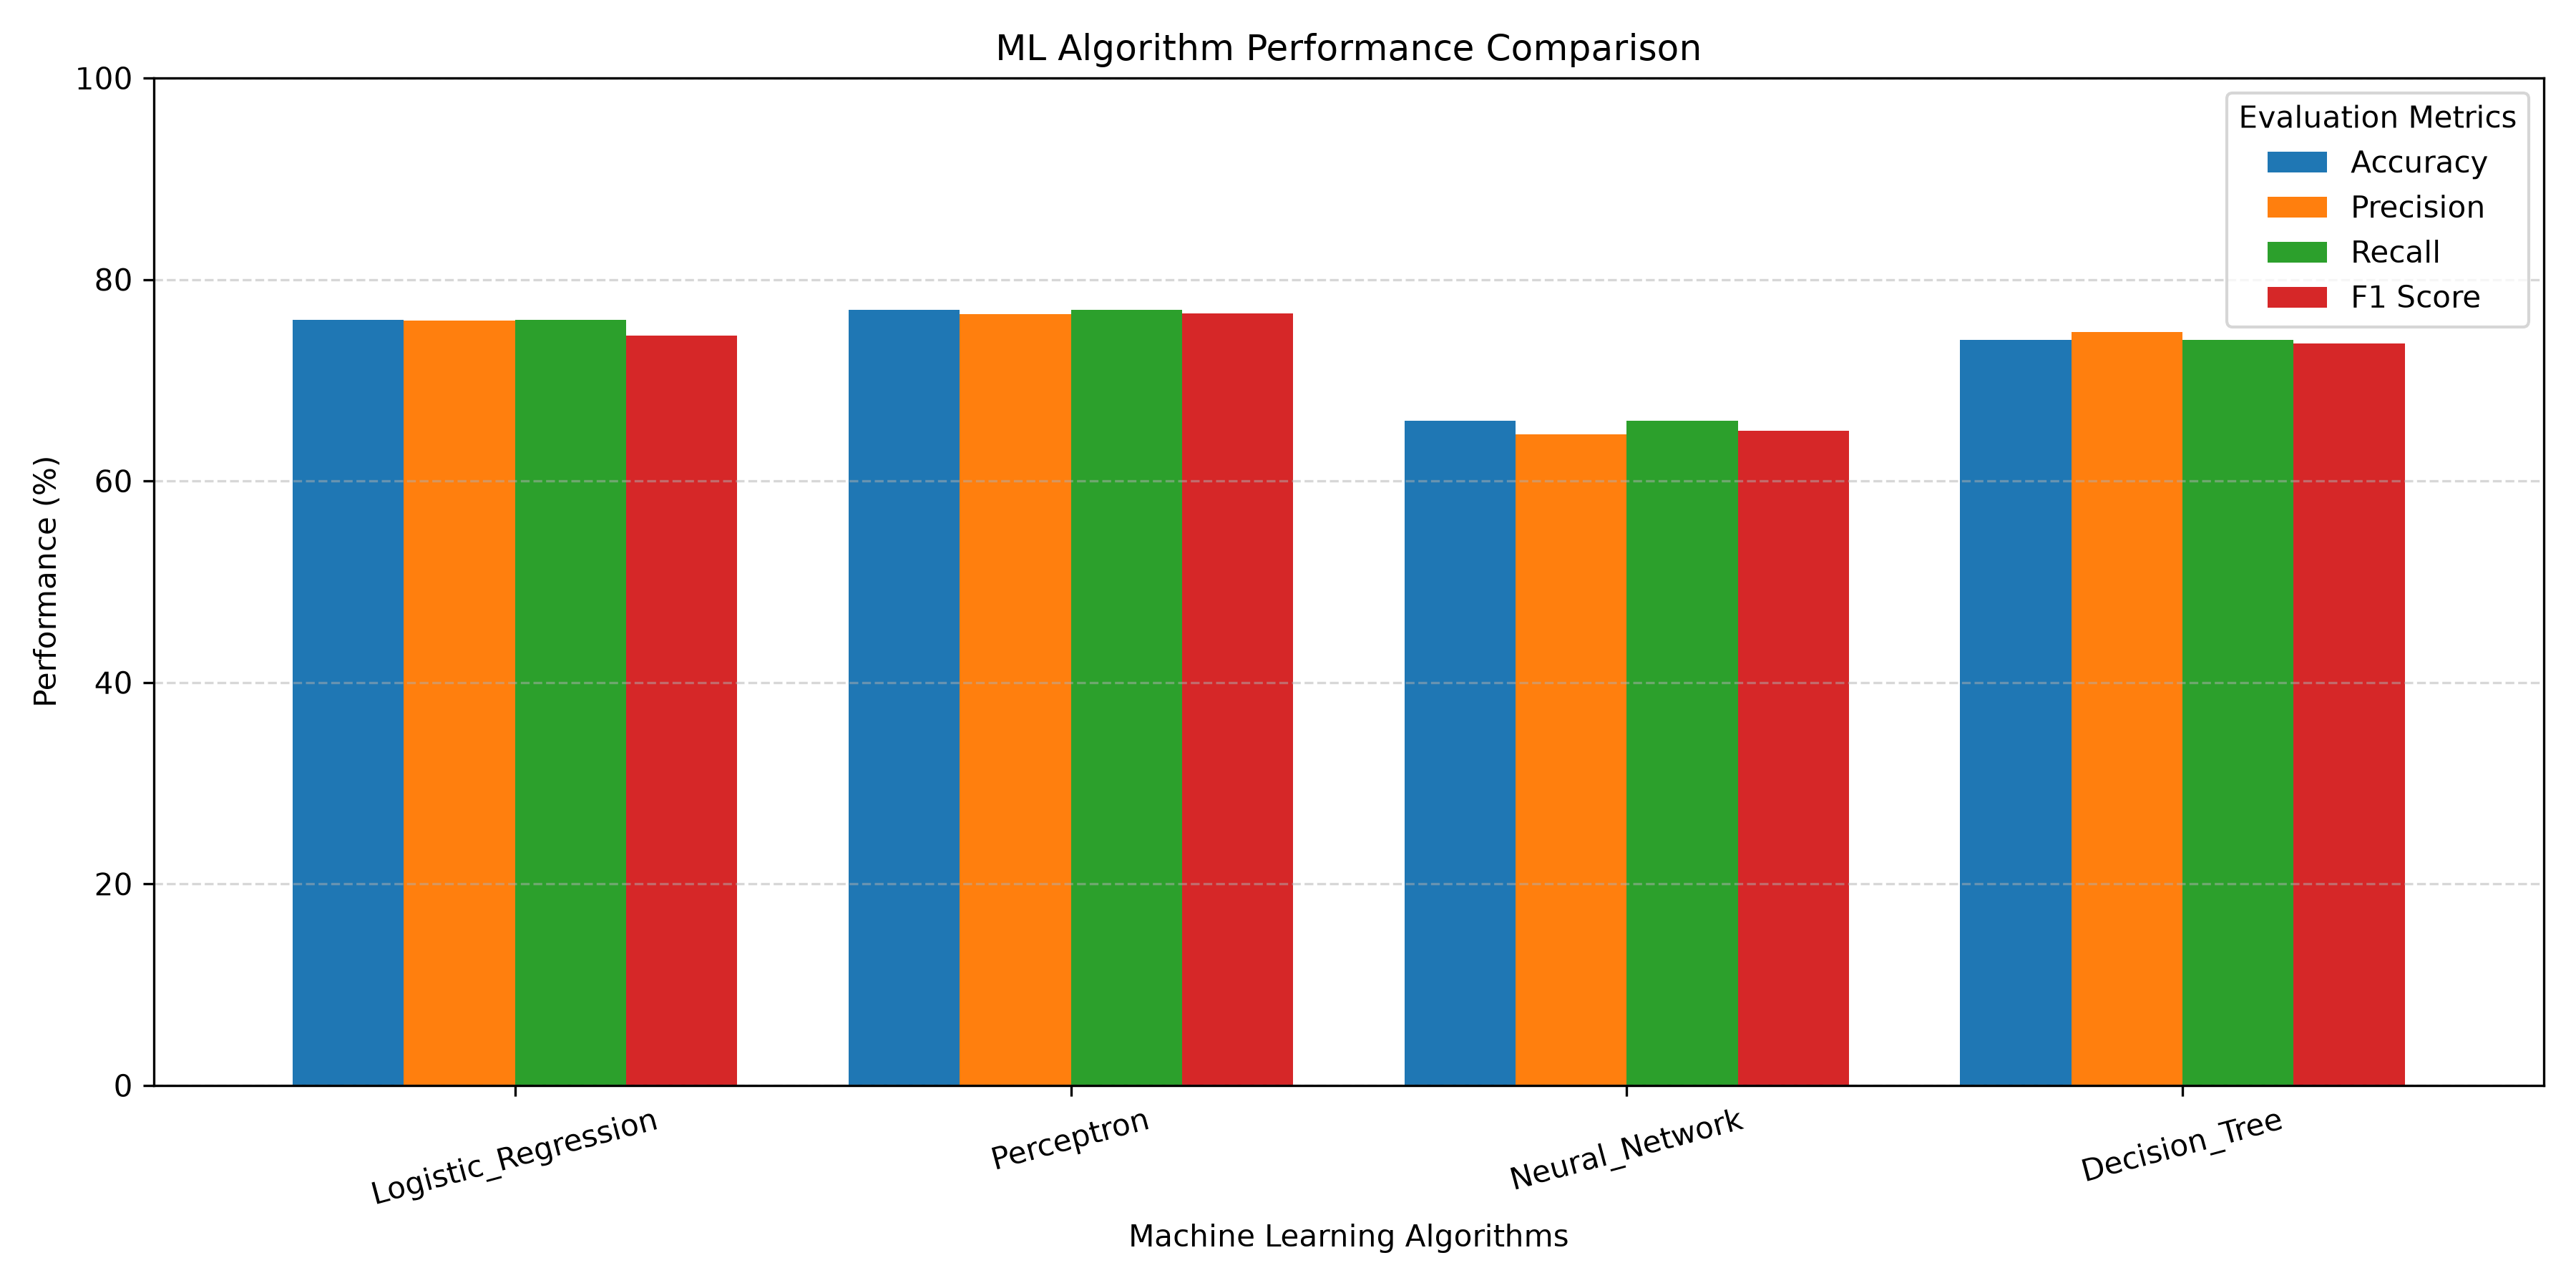 ML Algorithm Performance Comparison
100
80
60
40
20
0
Performance (%)
Evaluation Metrics
Accuracy
Precision
Recall
F1 Score
Logistic_Regression
Perceptron
Neural_Network
Decision_Tree
Machine Learning Algorithms